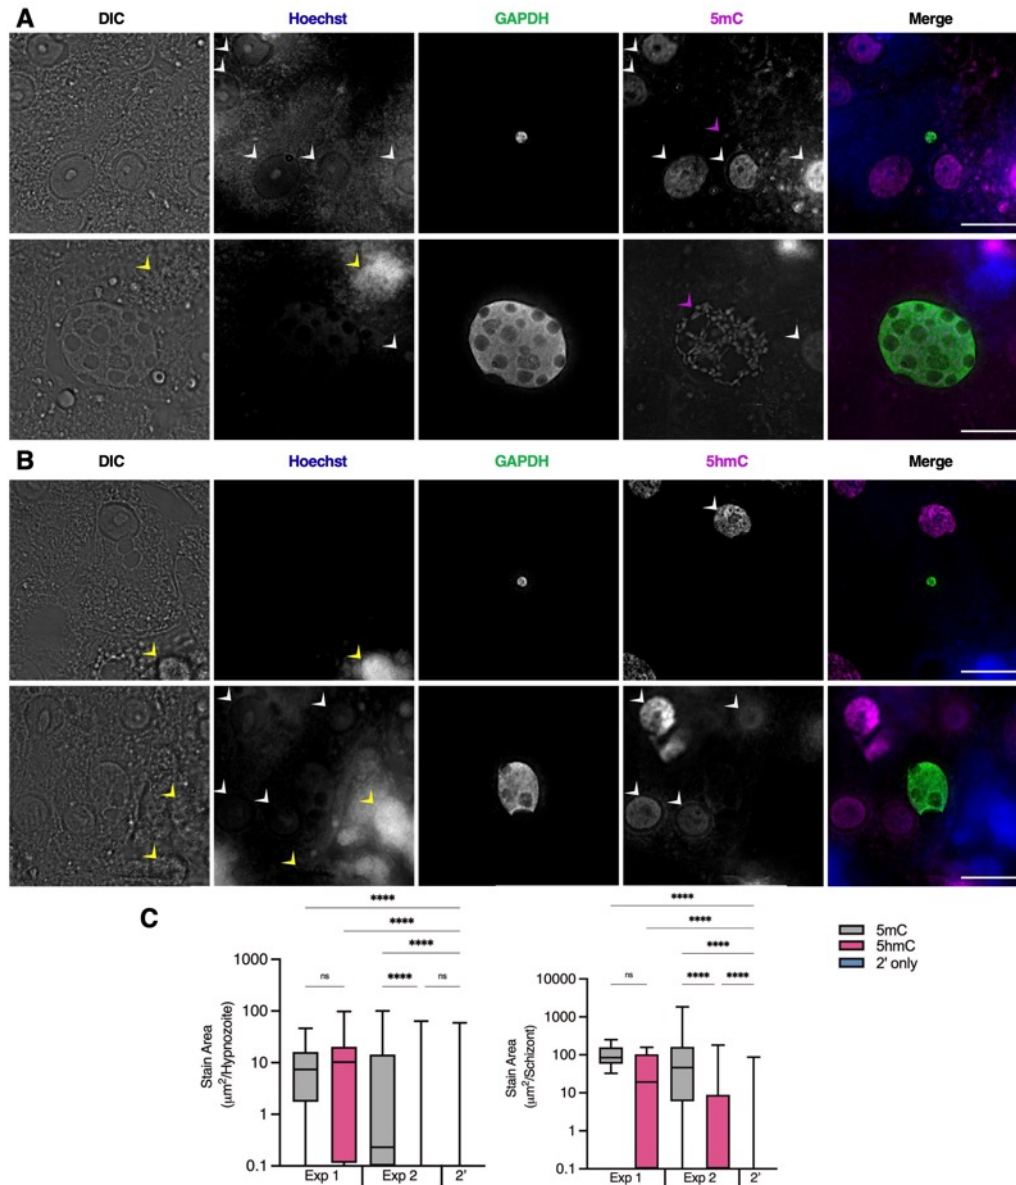 A
DIC Hoechst GAPDH 5mC Merge
B
DIC Hoechst GAPDH 5hmC Merge
C
**** 
****
****
ns **** ns
1000
100
10
1
0.1
Stain Area
(μm²/Hypnozoite)
Exp 1 Exp 2 2'
****
****
****
ns **** ****
10000
1000
100
10
1
0.1
Stain Area
(μm²/Schizont)
Exp 1 Exp 2 2'
5mC
5hmC
2' only